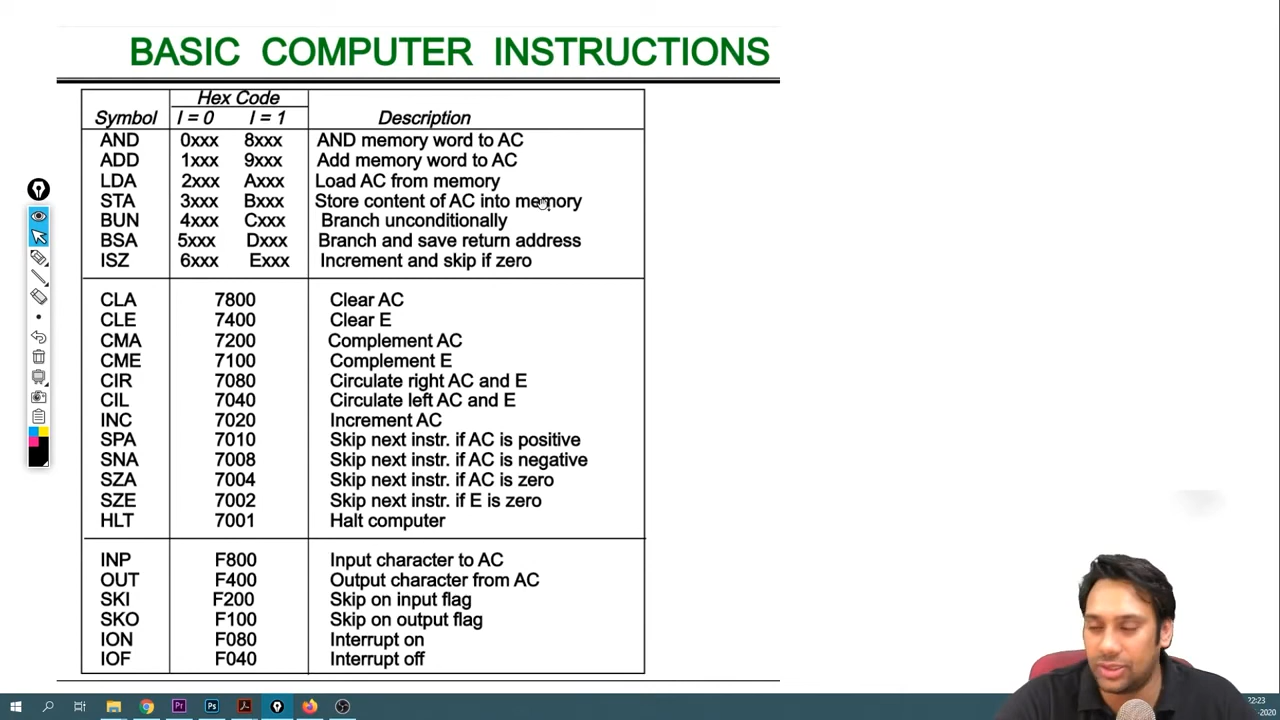 BASIC COMPUTER INSTRUCTIONS
Hex Code
Symbol I = 0 I = 1 Description
AND 0xxx 8xxx AND memory word to AC
ADD 1xxx 9xxx Add memory word to AC
LDA 2xxx Axxx Load AC from memory
STA 3xxx Bxxx Store content of AC into memory
BUN 4xxx Cxxx Branch unconditionally
BSA 5xxx Dxxx Branch and save return address
ISZ 6xxx Exxx Increment and skip if zero
CLA 7800 Clear AC
CLE 7400 Clear E
CMA 7200 Complement AC
CME 7100 Complement E
CIR 7080 Circulate right AC and E
CIL 7040 Circulate left AC and E
INC 7020 Increment AC
SPA 7010 Skip next instr. if AC is positive
SNA 7008 Skip next instr. if AC is negative
SZA 7004 Skip next instr. if AC is zero
SZE 7002 Skip next instr. if E is zero
HLT 7001 Halt computer
INP F800 Input character to AC
OUT F400 Output character from AC
SKI F200 Skip on input flag
SKO F100 Skip on output flag
ION F080 Interrupt on
IOF F040 Interrupt off
Pr Ps
22:23
-2020